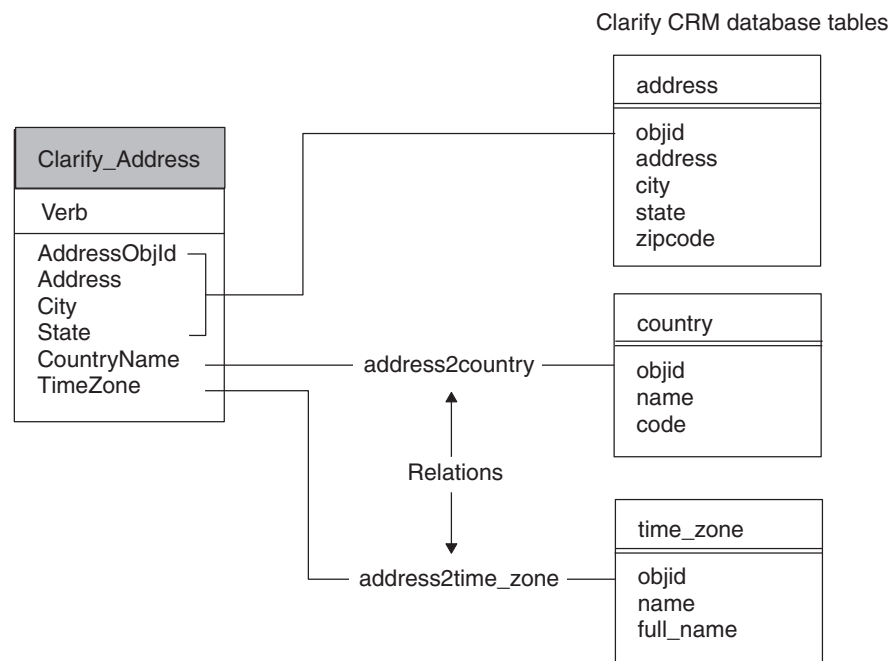 Clarify CRM database tables
Clarify_Address
Verb
AddressObjId
Address
City
State
CountryName
TimeZone
address
objid
address
city
state
zipcode
address2country
country
objid
name
code
Relations
address2time_zone
time_zone
objid
name
full_name